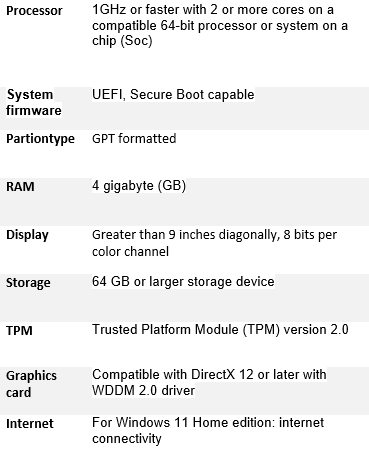 Processor 1GHz or faster with 2 or more cores on a
compatible 64-bit processor or system on a
chip (Soc)
System UEFI, Secure Boot capable
firmware
Partiontype GPT formatted
RAM 4 gigabyte (GB)
Display Greater than 9 inches diagonally, 8 bits per
color channel
Storage 64 GB or larger storage device
TPM Trusted Platform Module (TPM) version 2.0
Graphics Compatible with DirectX 12 or later with
card WDDM 2.0 driver
Internet For Windows 11 Home edition: internet
connectivity